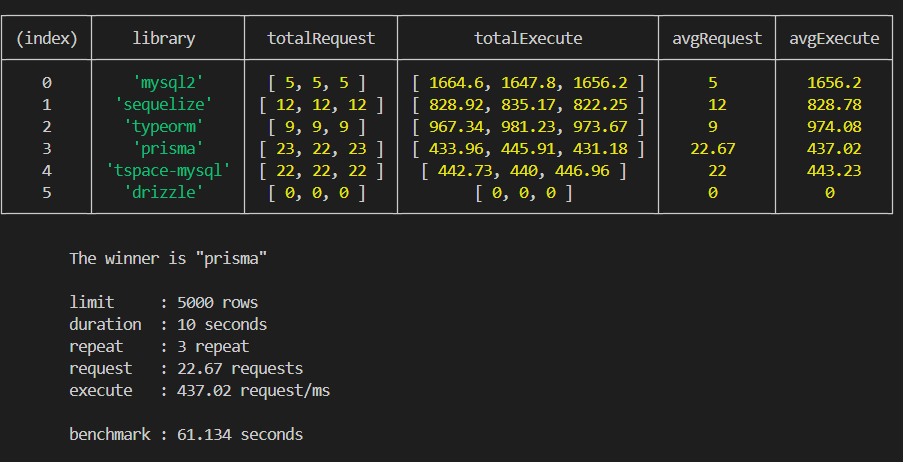 (index) library totalRequest totalExecute avgRequest avgExecute
0 'mysql2' [ 5, 5, 5 ] [ 1664.6, 1647.8, 1656.2 ] 5 1656.2
1 'sequelize' [ 12, 12, 12 ] [ 828.92, 835.17, 822.25 ] 12 828.78
2 'typeorm' [ 9, 9, 9 ] [ 967.34, 981.23, 973.67 ] 9 974.08
3 'prisma' [ 23, 22, 23 ] [ 433.96, 445.91, 431.18 ] 22.67 437.02
4 'tspace-mysql' [ 22, 22, 22 ] [ 442.73, 440, 446.96 ] 22 443.23
5 'drizzle' [ 0, 0, 0 ] [ 0, 0, 0 ] 0 0
The winner is "prisma"
limit : 5000 rows
duration : 10 seconds
repeat : 3 repeat
request : 22.67 requests
execute : 437.02 request/ms
benchmark : 61.134 seconds